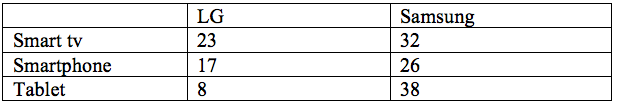 LG Samsung
Smart tv 23 32
Smartphone 17 26
Tablet 8 38